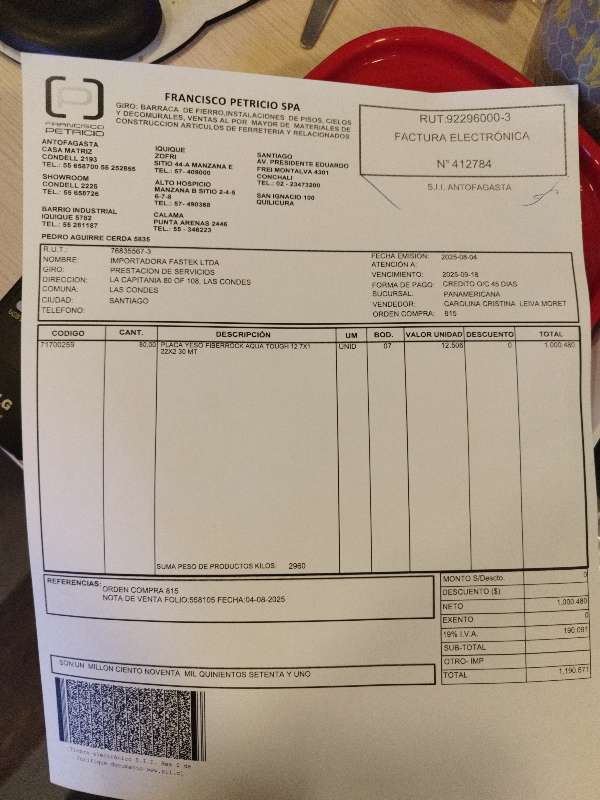 FRANCISCO
PETRICIO
FRANCISCO PETRICIO SPA
GIRO: BARRACA DE FIERRO,INSTALACIONES DE PISOS, CIELOS
Y DECOMURALES, VENTAS AL POR MAYOR DE MATERIALES DE
CONSTRUCCION ARTICULOS DE FERRETERIA Y RELACIONADOS
RUT:92296000-3
FACTURA ELECTRÓNICA
N° 412784
S.I.I. ANTOFAGASTA
ANTOFAGASTA
CASA MATRIZ
CONDELL 2193
TEL.: 55 658700 55 252855
SHOWROOM
CONDELL 2225
TEL.: 55 658726
BARRIO INDUSTRIAL
IQUIQUE 5782
TEL.: 55 281187
PEDRO AGUIRRE CERDA 5835
IQUIQUE
ZOFRI
SITIO 44-A MANZANA E
TEL.: 57- 409000
ALTO HOSPICIO
MANZANA B SITIO 2-4-5
6-7-8
TEL.: 57- 490368
CALAMA
PUNTA ARENAS 2446
TEL.: 55 - 346223
SANTIAGO
AV. PRESIDENTE EDUARDO
FREI MONTALVA 4301
CONCHALI
TEL.: 02 - 23473200
SAN IGNACIO 100
QUILICURA
R.U.T.: 76835567-3
NOMBRE: IMPORTADORA FASTEK LTDA
GIRO: PRESTACION DE SERVICIOS
DIRECCION: LA CAPITANIA 80 OF 108, LAS CONDES
COMUNA: LAS CONDES
CIUDAD: SANTIAGO
TELEFONO:
FECHA EMISION: 2025-08-04
ATENCION A:
VENCIMIENTO: 2025-09-18
FORMA DE PAGO: CREDITO O/C 45 DIAS
SUCURSAL: PANAMERICANA
VENDEDOR: CAROLINA CRISTINA LEIVA MORET
ORDEN COMPRA: 815
CODIGO CANT. DESCRIPCIÓN UM BOD. VALOR UNIDAD DESCUENTO TOTAL
71700259 80,00 PLACA YESO FIBERROCK AQUA TOUGH 12.7X1 UNID 07 12.506 0 1.000.480
22X2 30 MT
SUMA PESO DE PRODUCTOS KILOS: 2960
REFERENCIAS:
ORDEN COMPRA 815
NOTA DE VENTA FOLIO:558105 FECHA:04-08-2025
MONTO S/Descto. 0
DESCUENTO ($)
NETO 1,000.480
EXENTO 0
19% I.V.A. 190,091
SUB-TOTAL
OTRO- IMP
TOTAL 1,190.571
SON:UN MILLON CIENTO NOVENTA MIL QUINIENTOS SETENTA Y UNO
Timbre electrónico S.I.I. Res 1 de
Verifique documento www.sii.cl